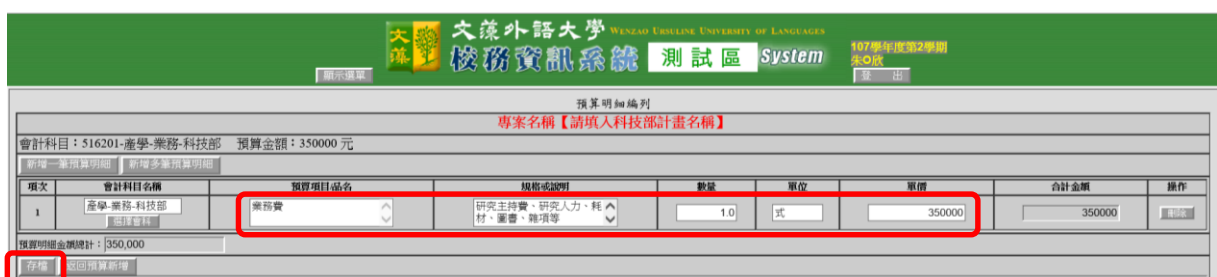 文藻
文藻外語大學 WENZAO URSULINE UNIVERSITY OF LANGUAGES
校務資訊系統 測試區 System
107學年度第2學期
朱O欣
顯示選單 登 出
預算明細編列
專案名稱【請填入科技部計畫名稱】
會計科目：516201-產學-業務-科技部 預算金額：350000 元
新增一筆預算明細 新增多筆預算明細
項次 會計科目名稱 預算項目/品名 規格或說明 數量 單位 單價 合計金額 操作
1 產學-業務-科技部 選擇會科 業務費 研究主持費、研究人力、耗材、圖書、雜項等 1.0 式 350000 350000 刪除
預算明細金額總計：350,000
存檔 返回預算新增